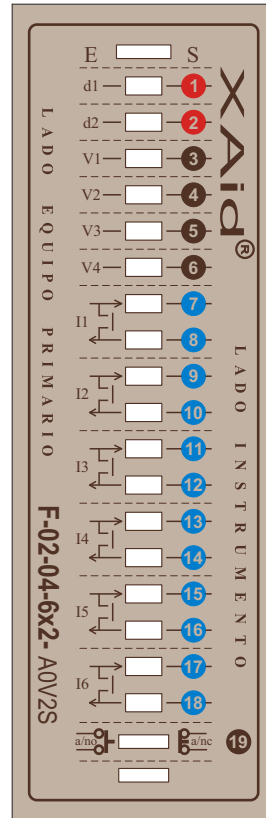 E S
d1 1
d2 2
V1 3
V2 4
V3 5
V4 6
7
I1
8
9
I2
10
11
I3
12
13
I4
14
15
I5
16
17
I6
18
a/no a/nc 19
LADO EQUIPO PRIMARIO
F-02-04-6x2- A0V2S
XAid®
LADO INSTRUMENTO